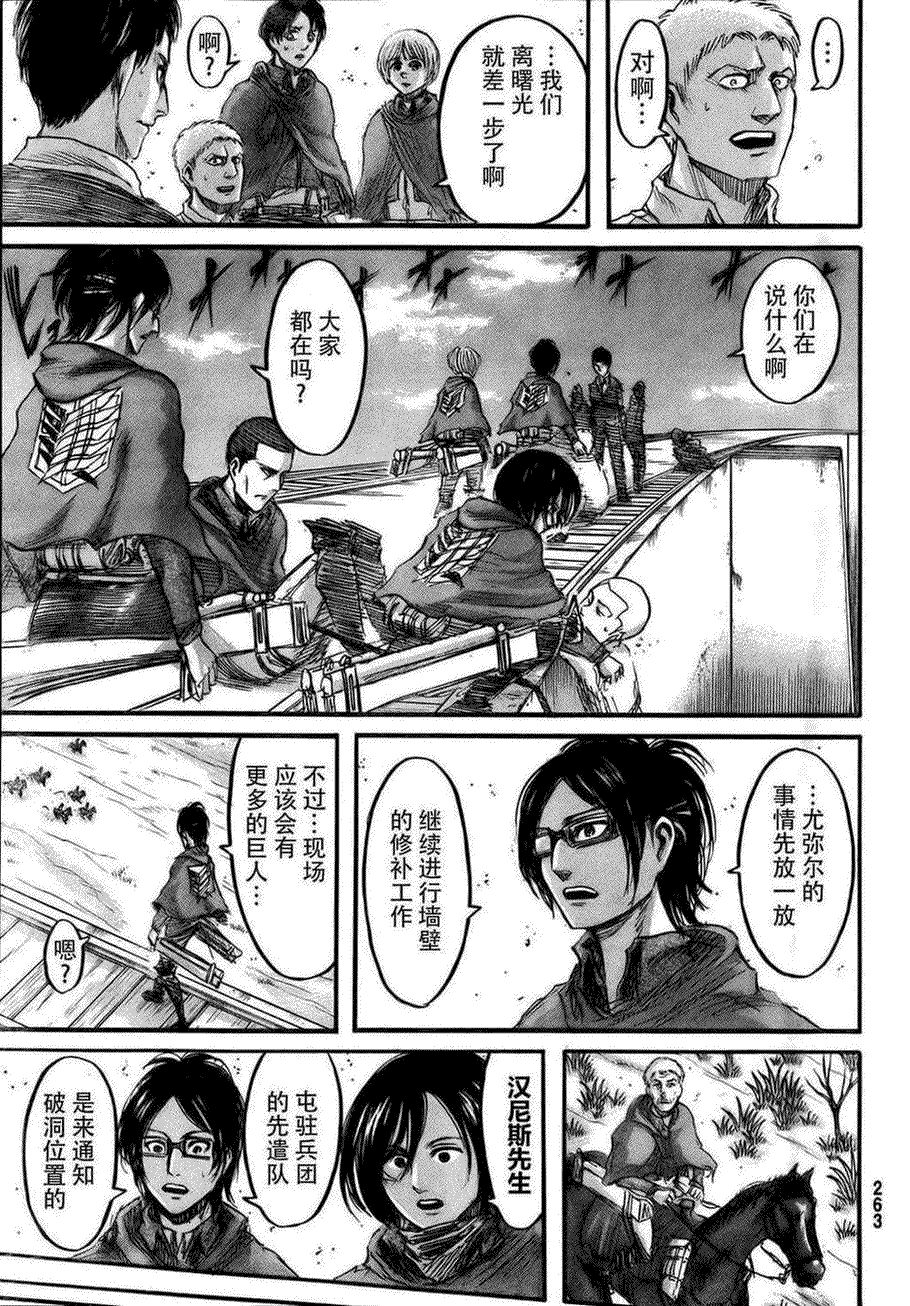 …
对啊…
…我们
离曙光
就差一步了啊
啊?
你们在
说什么啊
大家
都在吗?
…尤弥尔的
事情先放一放
继续进行墙壁
的修补工作
不过…现场
应该会有
更多的巨人…
嗯?
汉尼斯先生
屯驻兵团
的先遣队
是来通知
破洞位置的
263